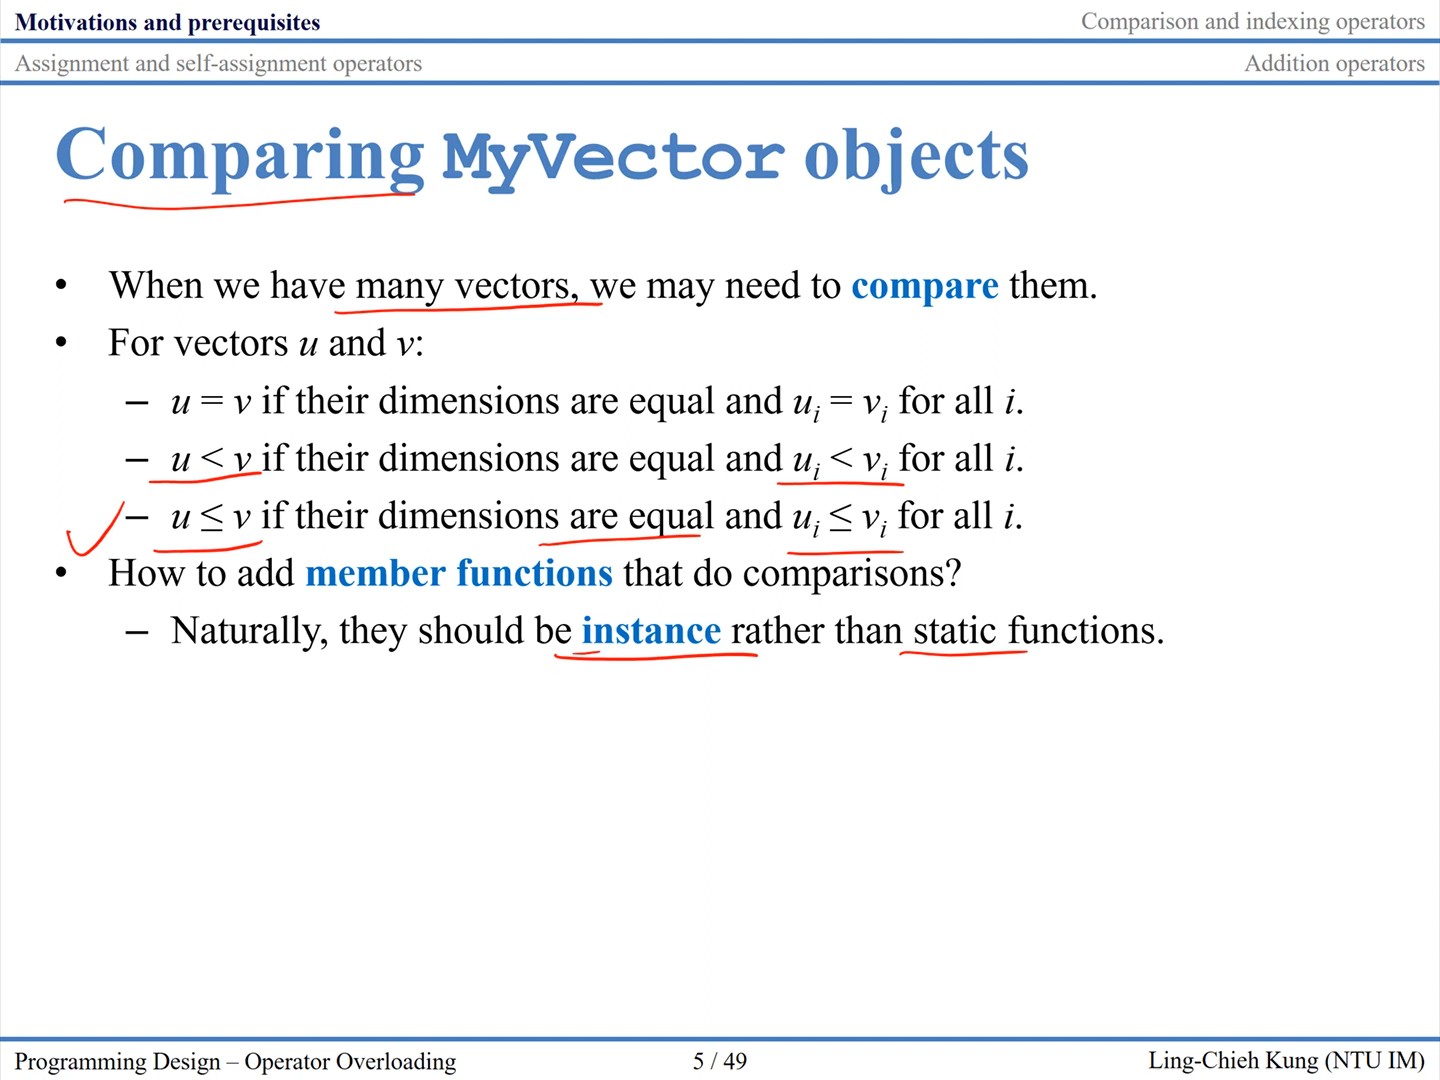 Motivations and prerequisites Comparison and indexing operators
Assignment and self-assignment operators Addition operators
Comparing MyVector objects
• When we have many vectors, we may need to compare them.
• For vectors u and v:
– u = v if their dimensions are equal and uᵢ = vᵢ for all i.
– u < v if their dimensions are equal and uᵢ < vᵢ for all i.
– u ≤ v if their dimensions are equal and uᵢ ≤ vᵢ for all i.
• How to add member functions that do comparisons?
– Naturally, they should be instance rather than static functions.
Programming Design – Operator Overloading 5 / 49 Ling-Chieh Kung (NTU IM)